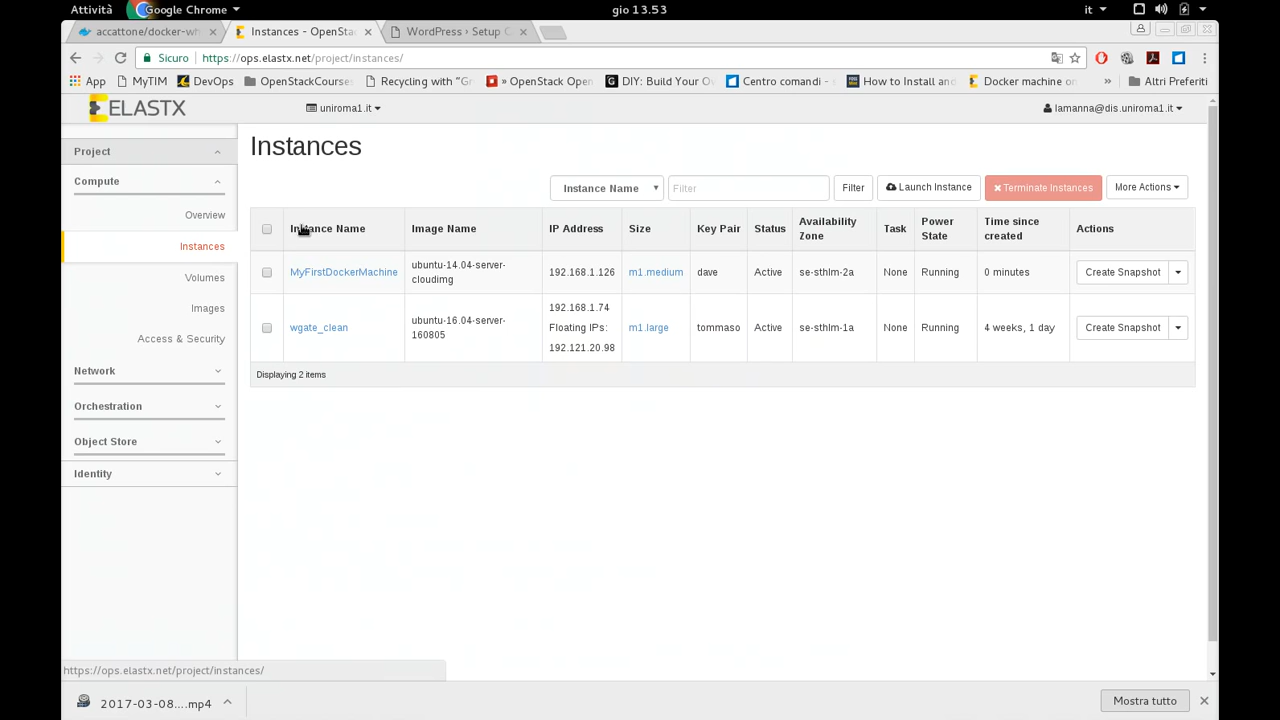 Attività Google Chrome gio 13.53 it
accattone/docker-wh Instances - OpenSta WordPress › Setup C
Sicuro https://ops.elastx.net/project/instances/
App MyTIM DevOps OpenStackCourses Recycling with "Gr » OpenStack Open DIY: Build Your O Cento comandi - How to Install and Docker machine on » Altri Preferiti
ELASTX uniroma1.it lamanna@dis.uniroma1.it
Project
Compute
Overview
Instances
Volumes
Images
Access & Security
Network
Orchestration
Object Store
Identity
Instances
Instance Name Filter Filter Launch Instance Terminate Instances More Actions
Instance Name Image Name IP Address Size Key Pair Status Availability Zone Task Power State Time since created Actions
MyFirstDockerMachine ubuntu-14.04-server-cloudimg 192.168.1.126 m1.medium dave Active se-sthlm-2a None Running 0 minutes Create Snapshot
wgate_clean ubuntu-16.04-server-160805 192.168.1.74 Floating IPs: 192.121.20.98 m1.large tommaso Active se-sthlm-1a None Running 4 weeks, 1 day Create Snapshot
Displaying 2 items
https://ops.elastx.net/project/instances/
2017-03-08-....mp4 Mostra tutto